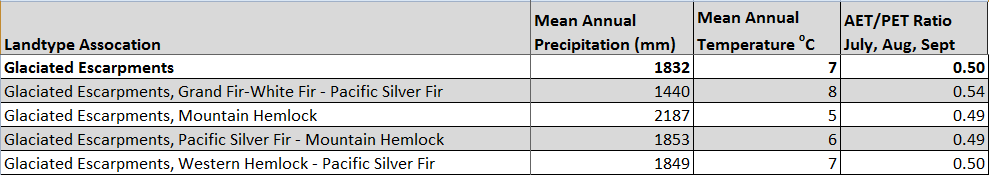 Landtype Assocation Mean Annual Precipitation (mm) Mean Annual Temperature ᵒC AET/PET Ratio July, Aug, Sept
Glaciated Escarpments 1832 7 0.50
Glaciated Escarpments, Grand Fir-White Fir - Pacific Silver Fir 1440 8 0.54
Glaciated Escarpments, Mountain Hemlock 2187 5 0.49
Glaciated Escarpments, Pacific Silver Fir - Mountain Hemlock 1853 6 0.49
Glaciated Escarpments, Western Hemlock - Pacific Silver Fir 1849 7 0.50